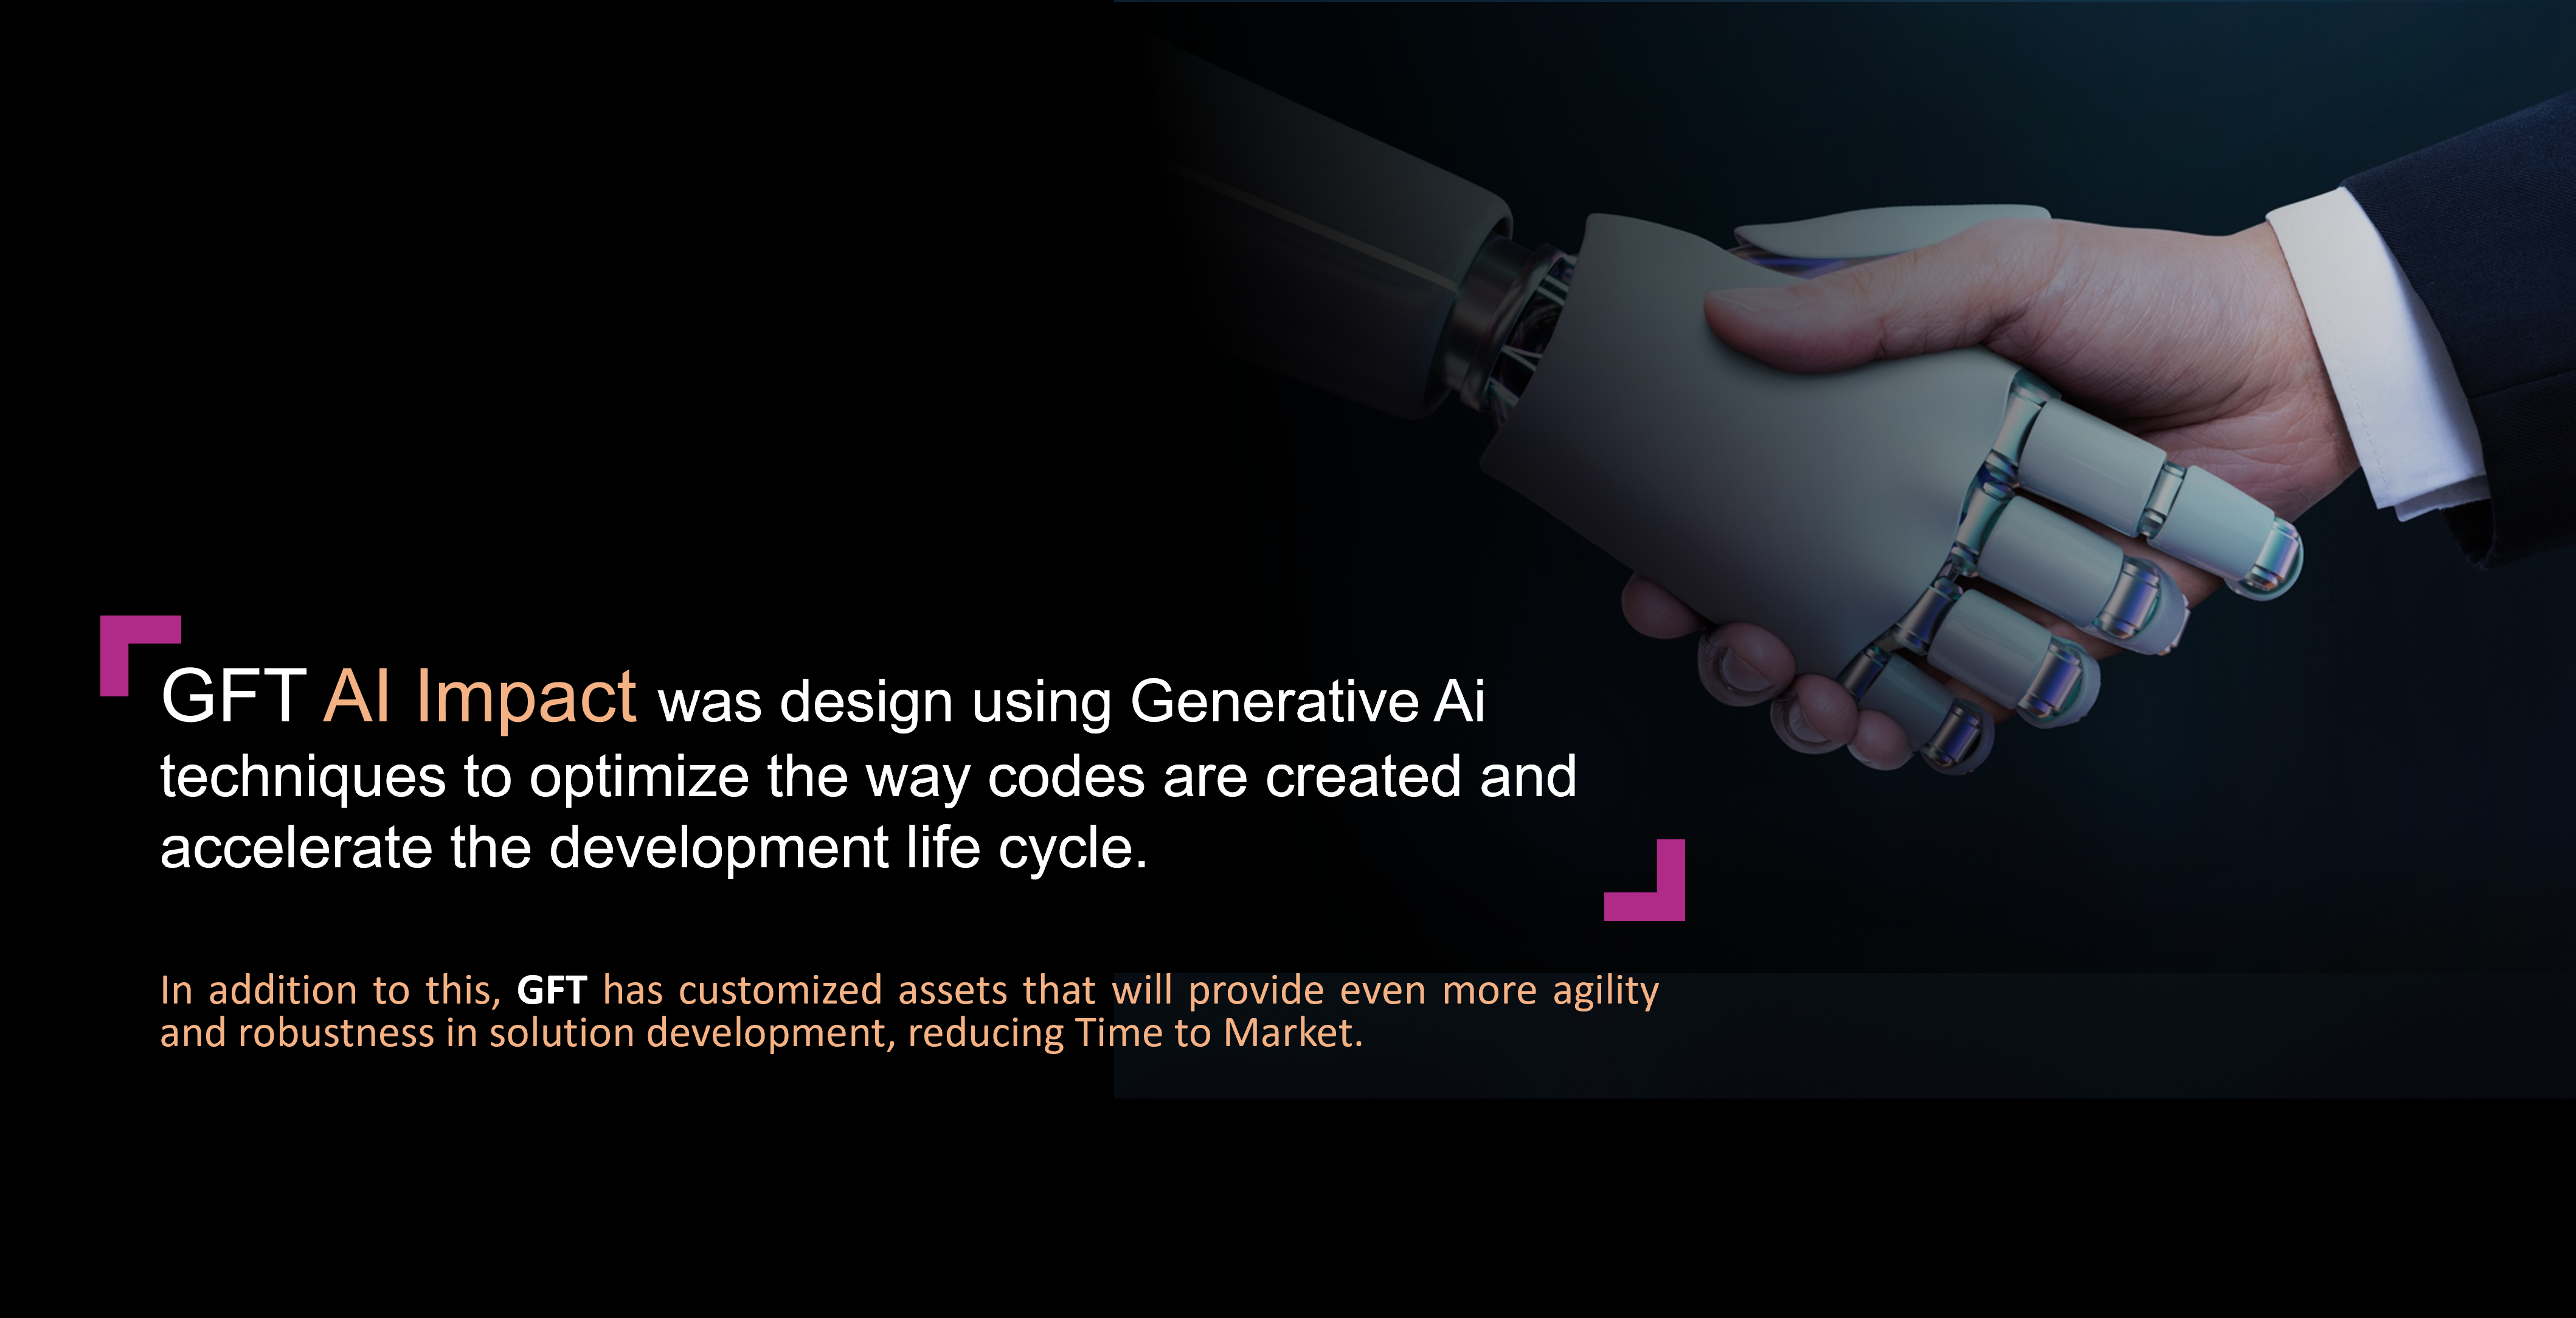 GFT AI Impact was design using Generative Ai
techniques to optimize the way codes are created and
accelerate the development life cycle.
In addition to this, GFT has customized assets that will provide even more agility
and robustness in solution development, reducing Time to Market.